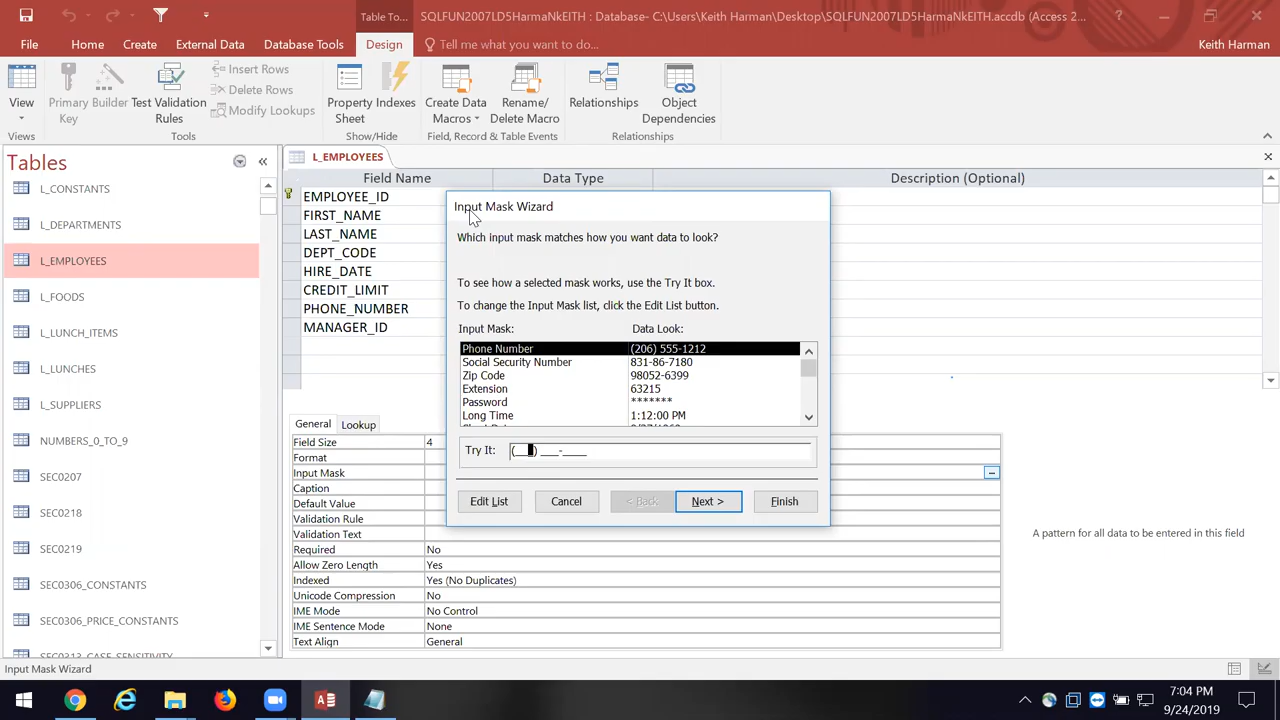 Table To...
SQLFUN2007LD5HarmaNkEITH : Database- C:\Users\Keith Harman\Desktop\SQLFUN2007LD5HarmaNkEITH.accdb (Access 2...
File
Home
Create
External Data
Database Tools
Design
Tell me what you want to do...
Keith Harman
View
Primary Key
Builder
Test Validation Rules
Insert Rows
Delete Rows
Modify Lookups
Property Sheet
Indexes
Create Data Macros
Rename/ Delete Macro
Relationships
Object Dependencies
Views
Tools
Show/Hide
Field, Record & Table Events
Relationships
Tables
L_CONSTANTS
L_DEPARTMENTS
L_EMPLOYEES
L_FOODS
L_LUNCH_ITEMS
L_LUNCHES
L_SUPPLIERS
NUMBERS_0_TO_9
SEC0207
SEC0218
SEC0219
SEC0306_CONSTANTS
SEC0306_PRICE_CONSTANTS
SEC0313_CASE_SENSITIVITY
L_EMPLOYEES
Field Name
Data Type
Description (Optional)
EMPLOYEE_ID
FIRST_NAME
LAST_NAME
DEPT_CODE
HIRE_DATE
CREDIT_LIMIT
PHONE_NUMBER
MANAGER_ID
Input Mask Wizard
Which input mask matches how you want data to look?
To see how a selected mask works, use the Try It box.
To change the Input Mask list, click the Edit List button.
Input Mask:
Data Look:
Phone Number (206) 555-1212
Social Security Number 831-86-7180
Zip Code 98052-6399
Extension 63215
Password *******
Long Time 1:12:00 PM
Try It: (___) ___-____
Edit List
Cancel
< Back
Next >
Finish
General
Lookup
Field Size 4
Format
Input Mask
Caption
Default Value
Validation Rule
Validation Text
Required No
Allow Zero Length Yes
Indexed Yes (No Duplicates)
Unicode Compression No
IME Mode No Control
IME Sentence Mode None
Text Align General
A pattern for all data to be entered in this field
Input Mask Wizard
7:04 PM
9/24/2019